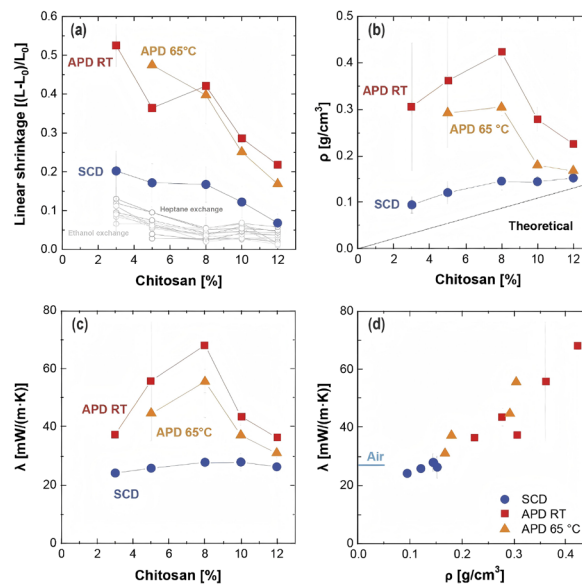 (a)
APD 65°C
APD RT
SCD
Heptane exchange
Ethanol exchange
Linear shrinkage [(L-L₀)/L₀]
0.6
0.5
0.4
0.3
0.2
0.1
0.0
0 2 4 6 8 10 12
Chitosan [%]
(b)
APD RT
APD 65 °C
SCD
Theoretical
ρ [g/cm³]
0.5
0.4
0.3
0.2
0.1
0.0
0 2 4 6 8 10 12
Chitosan [%]
(c)
APD RT
APD 65°C
SCD
λ [mW/(m·K)]
80
60
40
20
0
0 2 4 6 8 10 12
Chitosan [%]
(d)
Air
SCD
APD RT
APD 65 °C
λ [mW/(m·K)]
80
60
40
20
0
0.0 0.1 0.2 0.3 0.4
ρ [g/cm³]